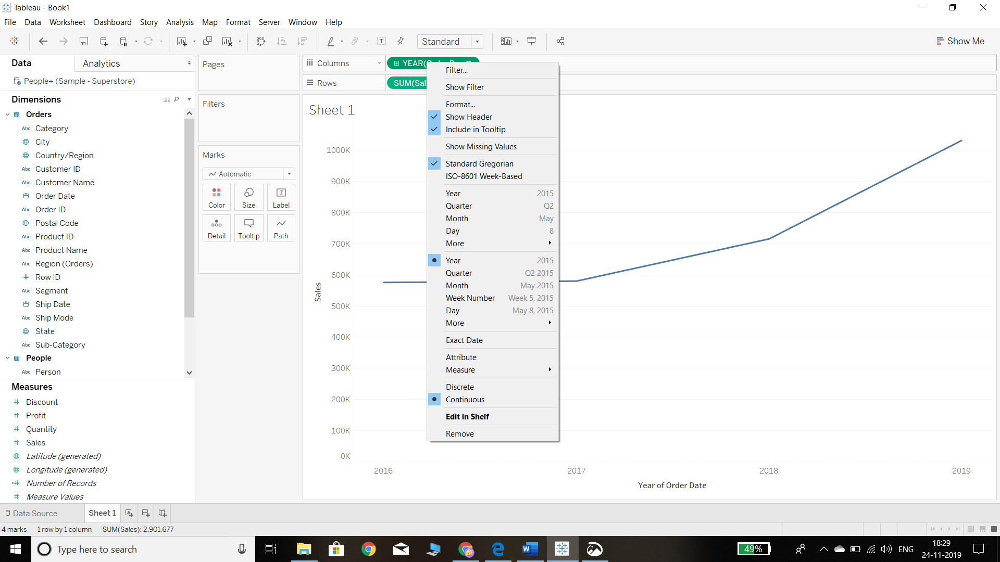 Tableau - Book1
File Data Worksheet Dashboard Story Analysis Map Format Server Window Help
Standard
Show Me
Data
Analytics
People+ (Sample - Superstore)
Dimensions
Orders
Abc Category
City
Country/Region
Abc Customer ID
Abc Customer Name
Order Date
Abc Order ID
Postal Code
Abc Product ID
Abc Product Name
Abc Region (Orders)
# Row ID
Abc Segment
Ship Date
Abc Ship Mode
State
Abc Sub-Category
People
Abc Person
Measures
# Discount
# Profit
# Quantity
# Sales
Latitude (generated)
Longitude (generated)
=# Number of Records
# Measure Values
Pages
Filters
Marks
Automatic
Color Size Label
Detail Tooltip Path
Columns
YEAR(
Rows
SUM(Sal
Sheet 1
Filter...
Show Filter
Format...
Show Header
Include in Tooltip
Show Missing Values
Standard Gregorian
ISO-8601 Week-Based
Year 2015
Quarter Q2
Month May
Day 8
More
Year 2015
Quarter Q2 2015
Month May 2015
Week Number Week 5, 2015
Day May 8, 2015
More
Exact Date
Attribute
Measure
Discrete
Continuous
Edit in Shelf
Remove
Sales
1000K
900K
800K
700K
600K
500K
400K
300K
200K
100K
0K
2016 2017 2018 2019
Year of Order Date
Data Source
Sheet 1
4 marks 1 row by 1 column SUM(Sales): 2,901,677
Type here to search
49%
ENG
18:29
24-11-2019